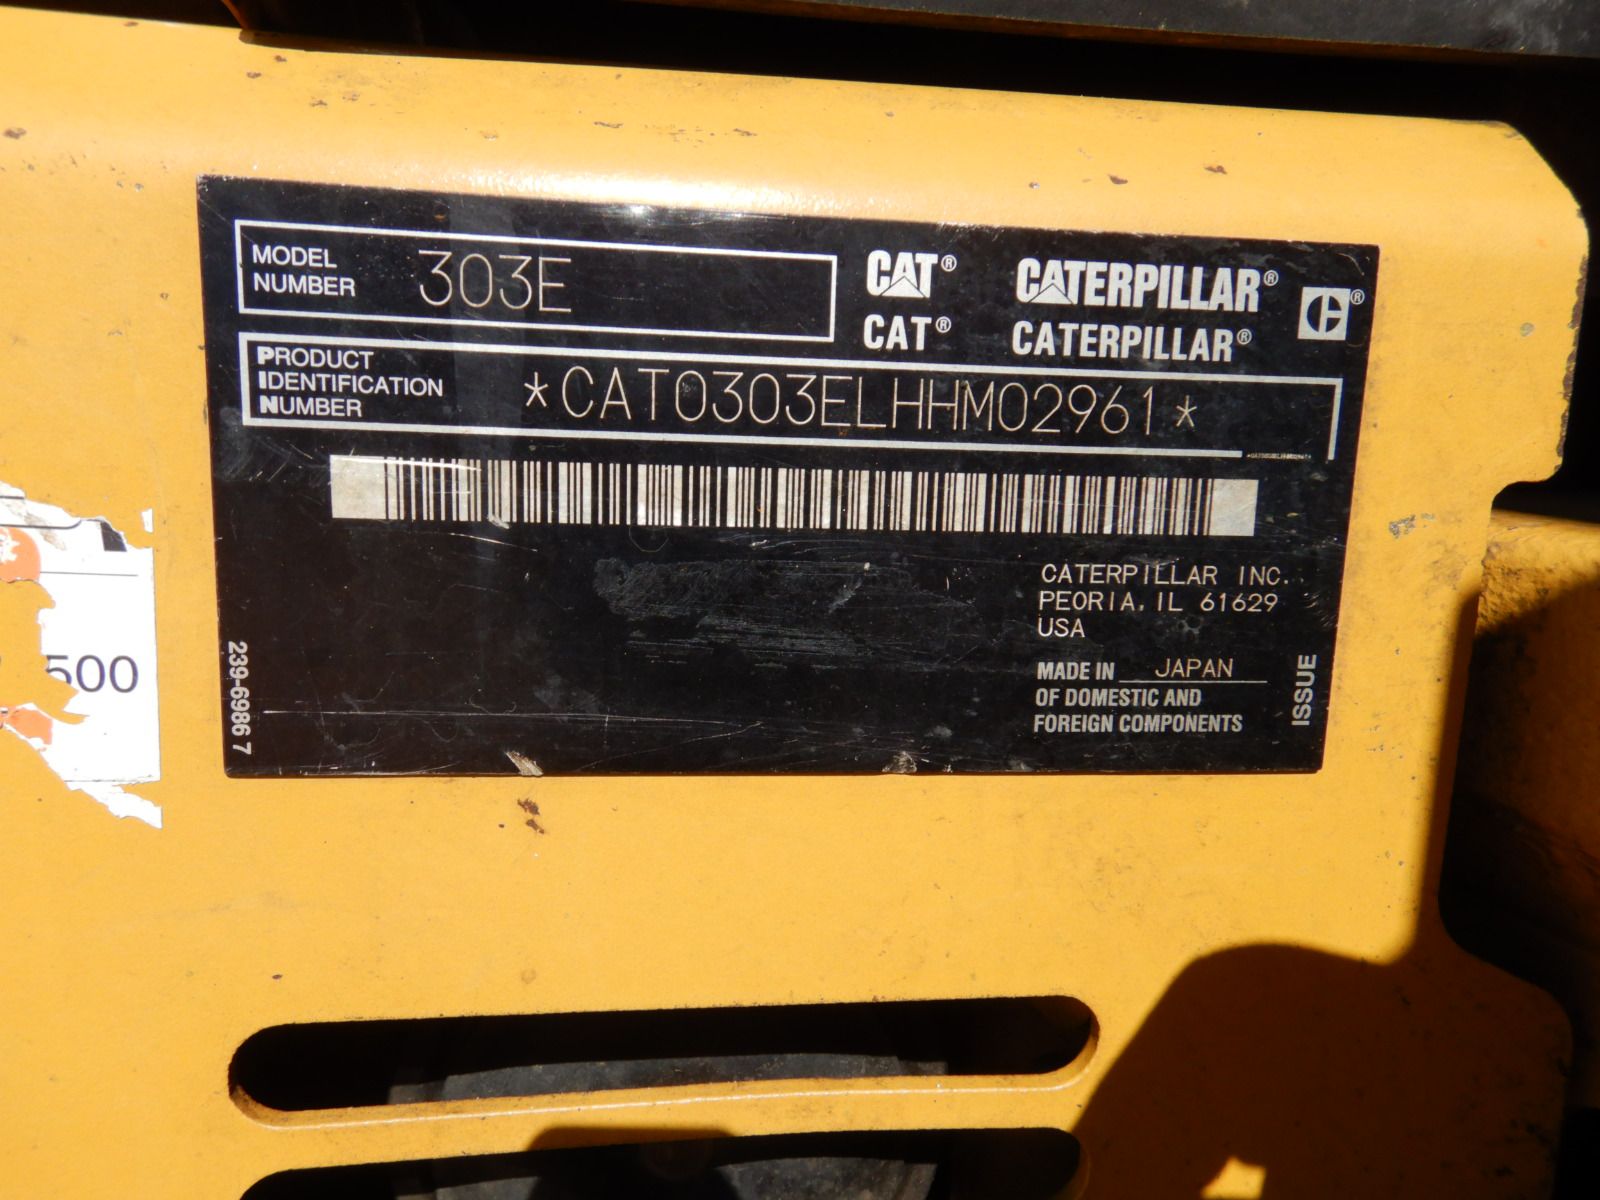 MODEL
NUMBER 303E
CAT® CATERPILLAR® C®
CAT® CATERPILLAR®
PRODUCT
IDENTIFICATION
NUMBER *CAT0303ELHHM02961*
CATERPILLAR INC.
PEORIA, IL 61629
USA
MADE IN JAPAN
OF DOMESTIC AND
FOREIGN COMPONENTS
ISSUE
239-6986 7
500